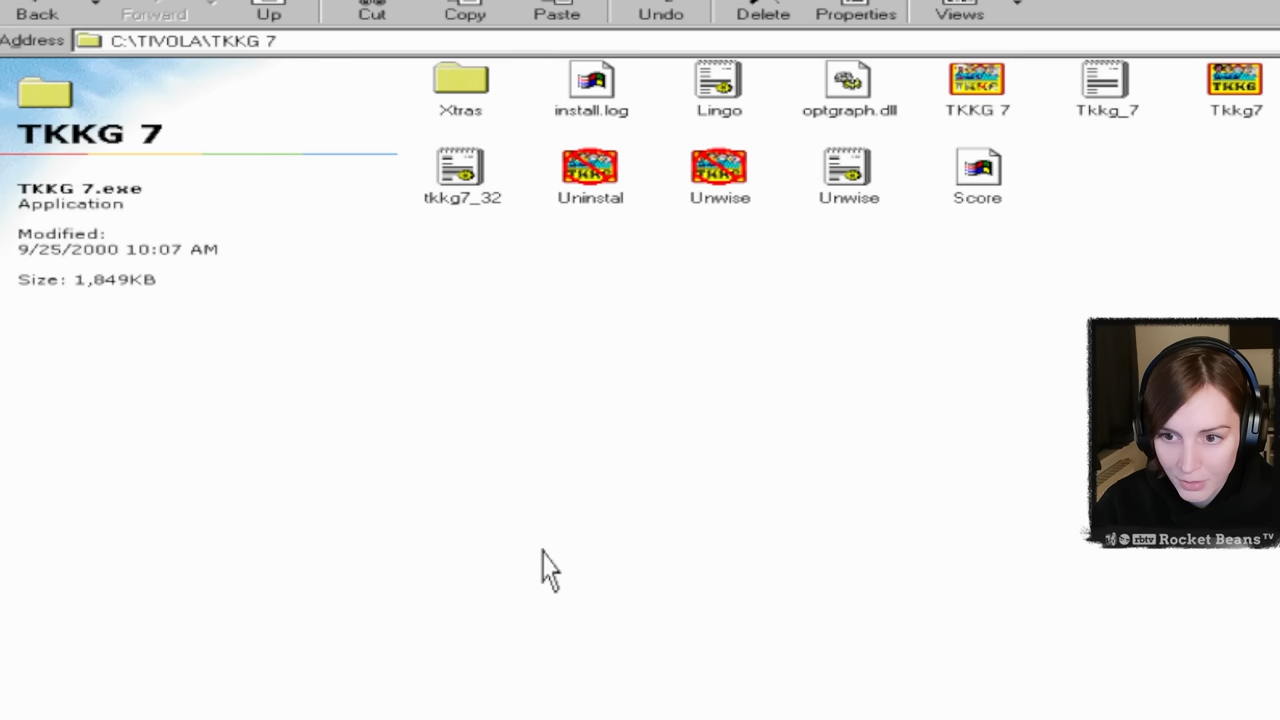 Back Forward Up Cut Copy Paste Undo Delete Properties Views
Address C:\TIVOLA\TKKG 7
Xtras install.log Lingo optgraph.dll TKKG 7 Tkkg_7 Tkkg7
TKKG 7
tkkg7_32 Uninstal Unwise Unwise Score
TKKG 7.exe
Application
Modified:
9/25/2000 10:07 AM
Size: 1,849KB
rbtv Rocket Beans TV